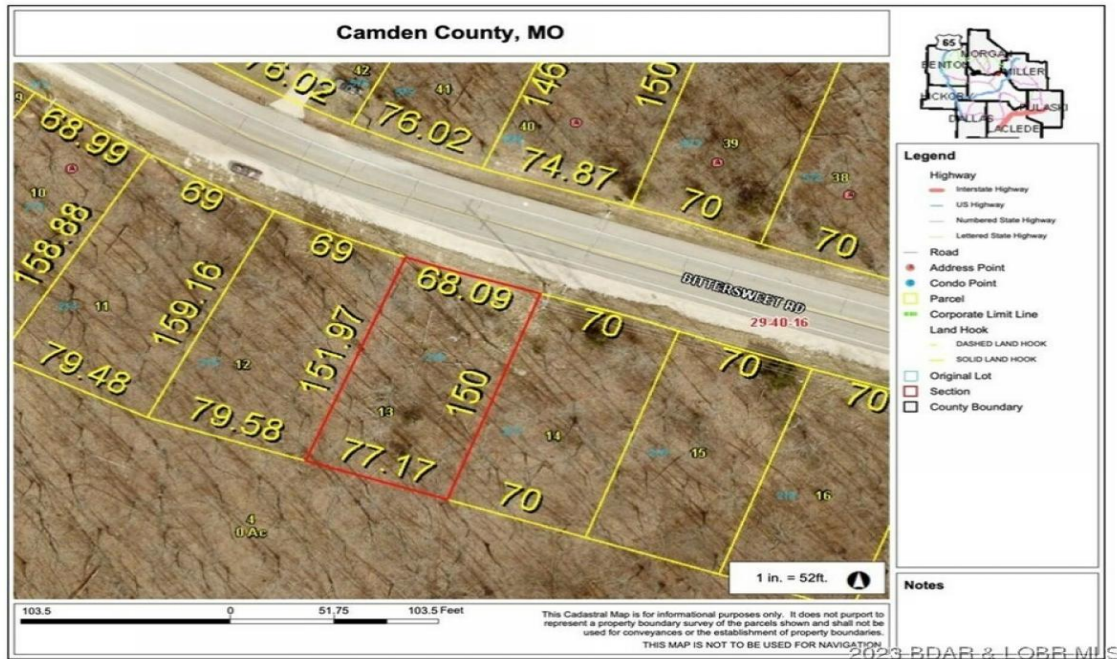 Camden County, MO
76.02
42
41
9
68.99
76.02
146
150
40
39
74.87
38
70
70
10
158.88
69
69
68.09
BITTERSWEET RD
29-40-16
11
159.16
151.97
150
70
70
70
12
79.48
79.58
13
77.17
14
15
16
70
4
0 Ac
1 in. = 52ft.
103.5 0 51.75 103.5 Feet
This Cadastral Map is for informational purposes only. It does not purport to
represent a property boundary survey of the parcels shown and shall not be
used for conveyances or the establishment of property boundaries.
THIS MAP IS NOT TO BE USED FOR NAVIGATION
65
MORGAN
BENTON
MILLER
HICKORY
PULASKI
DALLAS
LACLEDE
Legend
Highway
Interstate Highway
US Highway
Numbered State Highway
Lettered State Highway
Road
Address Point
Condo Point
Parcel
Corporate Limit Line
Land Hook
DASHED LAND HOOK
SOLID LAND HOOK
Original Lot
Section
County Boundary
Notes
2023 BDAR & LOBR MLS